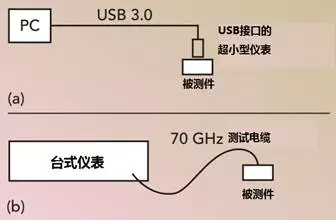 PC
USB 3.0
USB接口的
超小型仪表
被测件
(a)
台式仪表
70 GHz 测试电缆
被测件
(b)